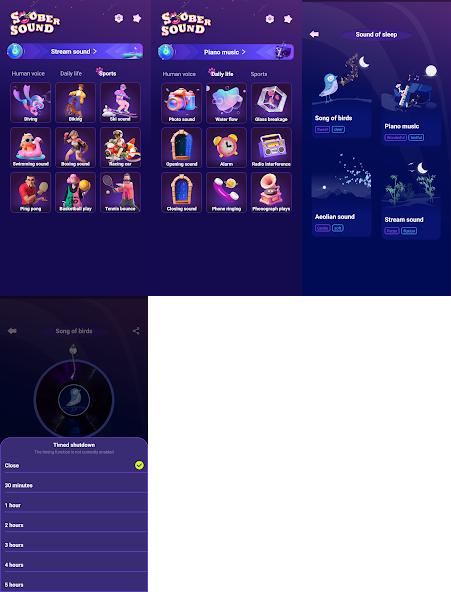 SOOBER
SOUND
Stream sound >
Human voice
Daily life
Sports
Diving
Biking
Ski sound
Swimming sound
Boxing sound
Racing car
Ping pong
Basketball play
Tennis bounce
SOOBER
SOUND
Piano music >
Human voice
Daily life
Sports
Photo sound
Water flow
Glass breakage
Opening sound
Alarm
Radio interference
Closing sound
Phone ringing
Phonograph plays
Sound of sleep
Song of birds
Sweet
clear
Piano music
Wonderful
tactful
Aeolian sound
Gentle
soft
Stream sound
Purze
Illusion
Song of birds
Timed shutdown
The timing function is not currently enabled
Close
30 minutes
1 hour
2 hours
3 hours
4 hours
5 hours